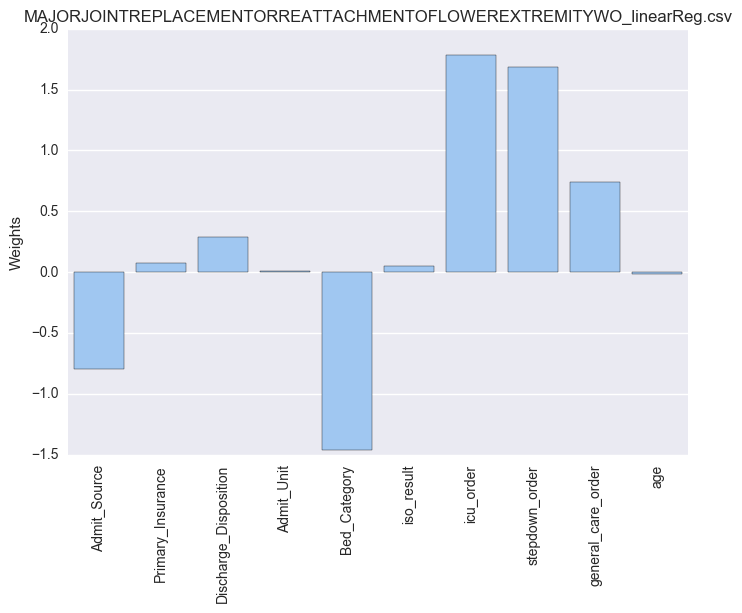 MAJORJOINTREPLACEMENTORREATTACHMENTOFLOWEREXTREMITYWO_linearReg.csv
2.0
1.5
1.0
0.5
0.0
−0.5
−1.0
−1.5
Weights
Admit_Source
Primary_Insurance
Discharge_Disposition
Admit_Unit
Bed_Category
iso_result
icu_order
stepdown_order
general_care_order
age